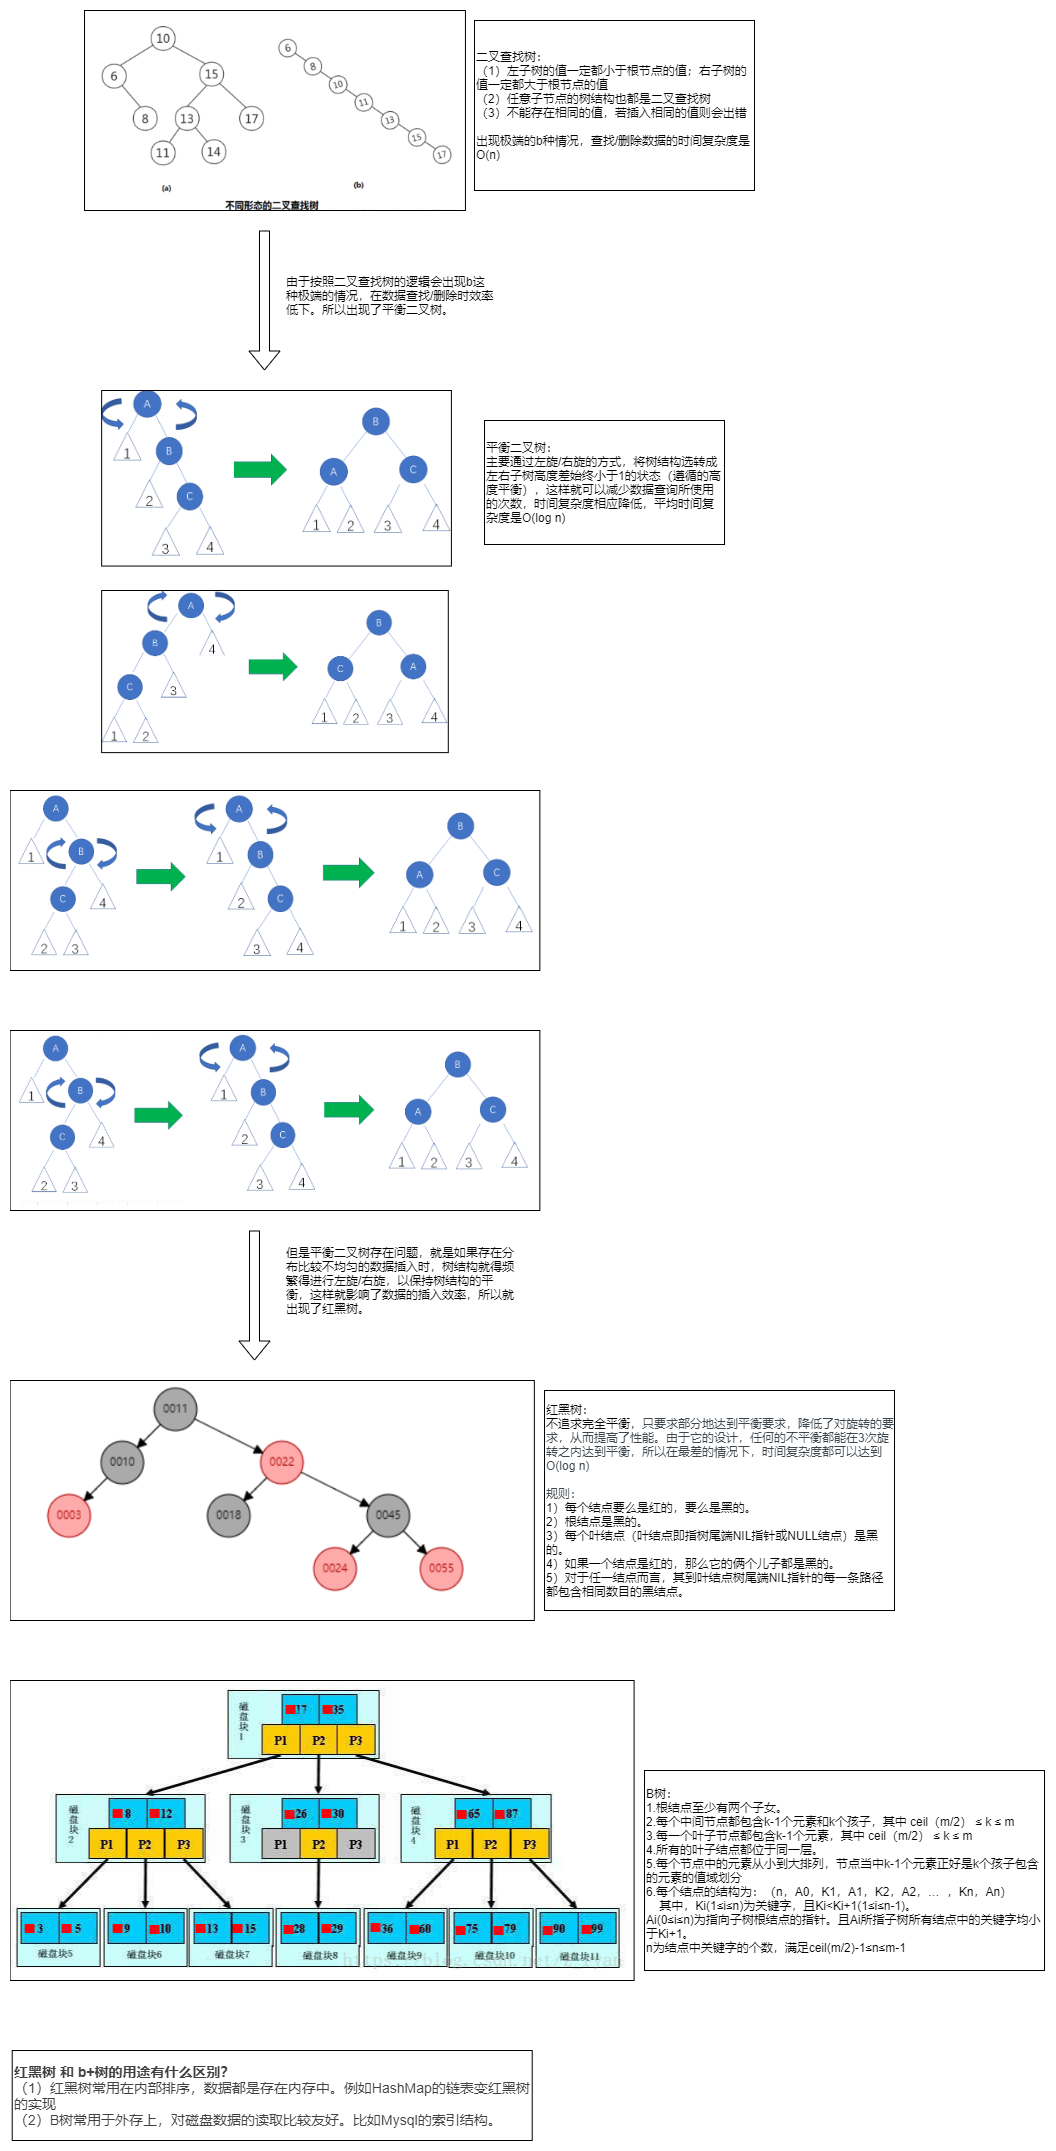 10
6
15
8
13
17
11
14
(a)
6
8
10
11
13
15
17
(b)
不同形态的二叉查找树
二叉查找树：
（1）左子树的值一定都小于根节点的值；右子树的
值一定都大于根节点的值
（2）任意子节点的树结构也都是二叉查找树
（3）不能存在相同的值，若插入相同的值则会出错
出现极端的b种情况，查找/删除数据的时间复杂度是
O(n)
由于按照二叉查找树的逻辑会出现b这
种极端的情况，在数据查找/删除时效率
低下。所以出现了平衡二叉树。
A
1
B
2
C
3
4
B
A
C
1
2
3
4
平衡二叉树：
主要通过左旋/右旋的方式，将树结构选转成
左右子树高度差始终小于1的状态（遵循的高
度平衡），这样就可以减少数据查询所使用
的次数，时间复杂度相应降低，平均时间复
杂度是O(log n)
A
B
4
C
3
1
2
B
C
A
1
2
3
4
A
1
B
C
4
2
3
A
1
B
2
C
3
4
B
A
C
1
2
3
4
A
1
B
C
4
2
3
A
1
B
2
C
3
4
B
A
C
1
2
3
4
但是平衡二叉树存在问题，就是如果存在分
布比较不均匀的数据插入时，树结构就得频
繁得进行左旋/右旋，以保持树结构的平
衡，这样就影响了数据的插入效率，所以就
出现了红黑树。
0011
0010
0022
0003
0018
0045
0024
0055
红黑树：
不追求完全平衡，只要求部分地达到平衡要求，降低了对旋转的要
求，从而提高了性能。由于它的设计，任何的不平衡都能在3次旋
转之内达到平衡，所以在最差的情况下，时间复杂度都可以达到
O(log n)
规则：
1）每个结点要么是红的，要么是黑的。
2）根结点是黑的。
3）每个叶结点（叶结点即指树尾端NIL指针或NULL结点）是黑
的。
4）如果一个结点是红的，那么它的俩个儿子都是黑的。
5）对于任一结点而言，其到叶结点树尾端NIL指针的每一条路径
都包含相同数目的黑结点。
磁盘块1
17 35
P1 P2 P3
磁盘块2
8 12
P1 P2 P3
磁盘块3
26 30
P1 P2 P3
磁盘块4
65 87
P1 P2 P3
3 5
磁盘块5
9 10
磁盘块6
13 15
磁盘块7
28 29
磁盘块8
36 60
磁盘块9
75 79
磁盘块10
90 99
磁盘块11
B树：
1.根结点至少有两个子女。
2.每个中间节点都包含k-1个元素和k个孩子，其中 ceil（m/2） ≤ k ≤ m
3.每一个叶子节点都包含k-1个元素，其中 ceil（m/2） ≤ k ≤ m
4.所有的叶子结点都位于同一层。
5.每个节点中的元素从小到大排列，节点当中k-1个元素正好是k个孩子包含
的元素的值域划分
6.每个结点的结构为：（n，A0，K1，A1，K2，A2，… ，Kn，An）
其中，Ki(1≤i≤n)为关键字，且Ki<Ki+1(1≤i≤n-1)。
Ai(0≤i≤n)为指向子树根结点的指针。且Ai所指子树所有结点中的关键字均小
于Ki+1。
n为结点中关键字的个数，满足ceil(m/2)-1≤n≤m-1
红黑树 和 b+树的用途有什么区别？
（1）红黑树常用在内部排序，数据都是存在内存中。例如HashMap的链表变红黑树
的实现
（2）B树常用于外存上，对磁盘数据的读取比较友好。比如Mysql的索引结构。